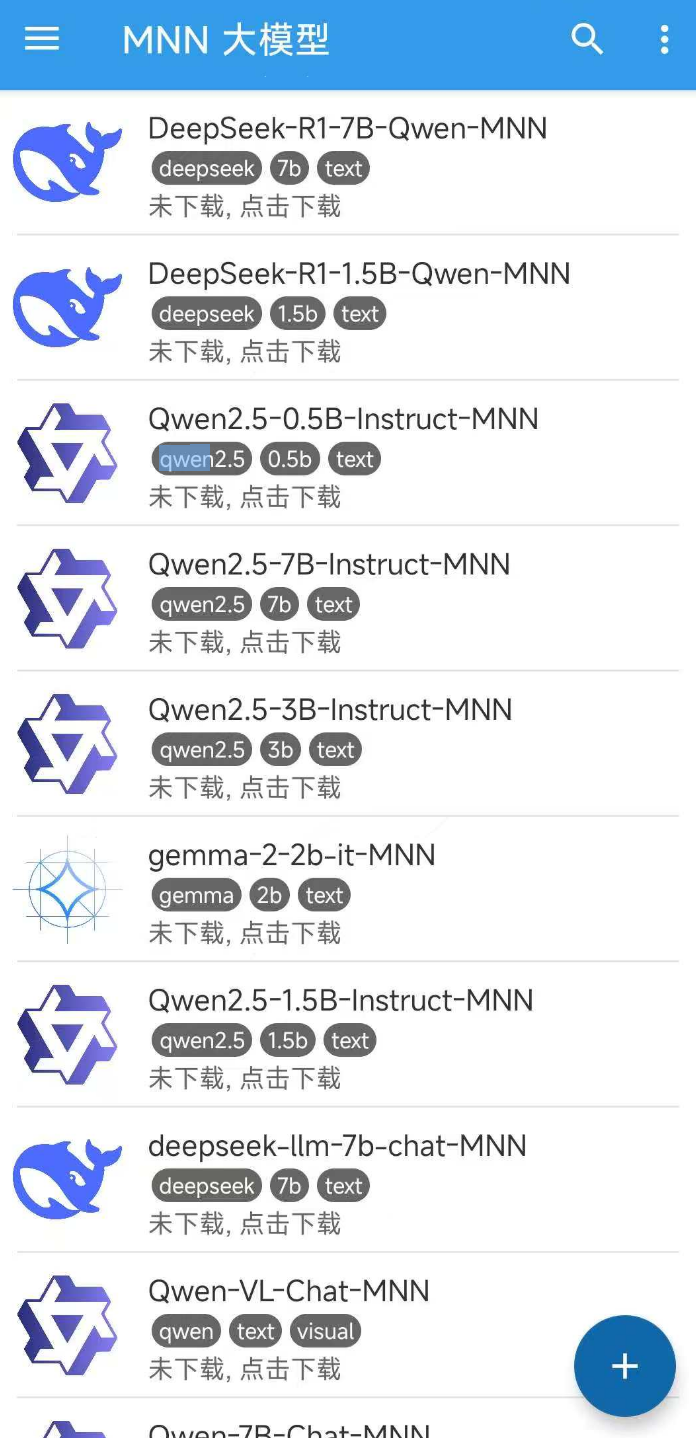 MNN 大模型
DeepSeek-R1-7B-Qwen-MNN
deepseek 7b text
未下载, 点击下载
DeepSeek-R1-1.5B-Qwen-MNN
deepseek 1.5b text
未下载, 点击下载
Qwen2.5-0.5B-Instruct-MNN
qwen2.5 0.5b text
未下载, 点击下载
Qwen2.5-7B-Instruct-MNN
qwen2.5 7b text
未下载, 点击下载
Qwen2.5-3B-Instruct-MNN
qwen2.5 3b text
未下载, 点击下载
gemma-2-2b-it-MNN
gemma 2b text
未下载, 点击下载
Qwen2.5-1.5B-Instruct-MNN
qwen2.5 1.5b text
未下载, 点击下载
deepseek-llm-7b-chat-MNN
deepseek 7b text
未下载, 点击下载
Qwen-VL-Chat-MNN
qwen text visual
未下载, 点击下载
Qwen-7B-Chat-MNN